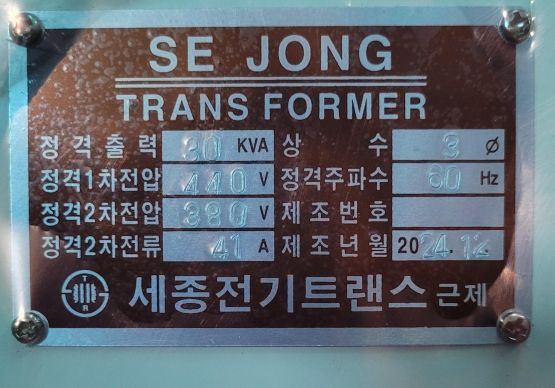 SE JONG
TRANS FORMER
정격출력 30 KVA 상 수 3 Ø
정격1차전압 440 V 정격주파수 60 Hz
정격2차전압 380 V 제조번호
정격2차전류 41 A 제조년월 2024.12
T R 세종전기트랜스 근제